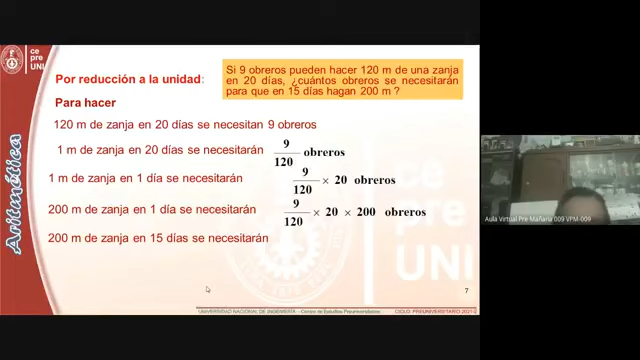 ce
pre
UNI
Por reducción a la unidad:
Si 9 obreros pueden hacer 120 m de una zanja
en 20 días, ¿cuántos obreros se necesitarán
para que en 15 días hagan 200 m ?
Para hacer
120 m de zanja en 20 días se necesitan 9 obreros
1 m de zanja en 20 días se necesitarán 9/120 obreros
1 m de zanja en 1 día se necesitarán 9/120 × 20 obreros
200 m de zanja en 1 día se necesitarán 9/120 × 20 × 200 obreros
200 m de zanja en 15 días se necesitarán
Aritmética
ce
pre
UNI
7
UNIVERSIDAD NACIONAL DE INGENIERÍA - Centro de Estudios Preuniversitarios
CICLO: PREUNIVERSITARIO 2021-2
Aula Virtual Pre Mañana 009 VPM-009